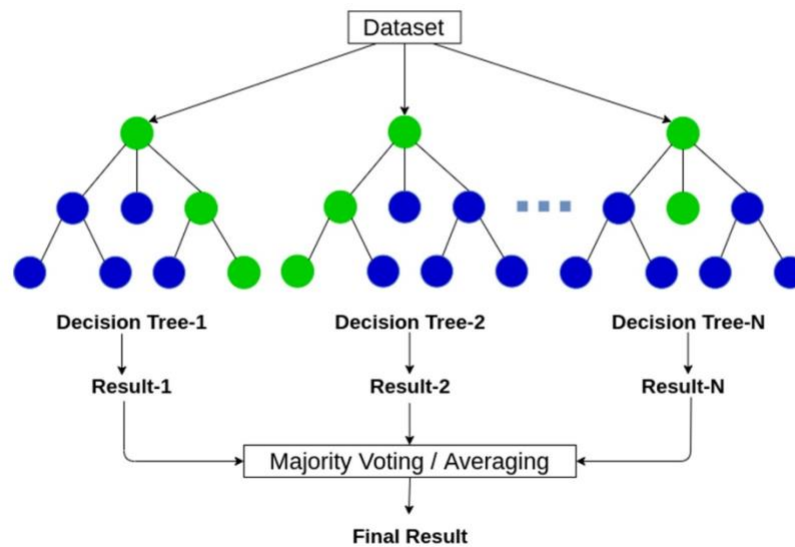 Dataset
Decision Tree-1
Decision Tree-2
Decision Tree-N
Result-1
Result-2
Result-N
Majority Voting / Averaging
Final Result